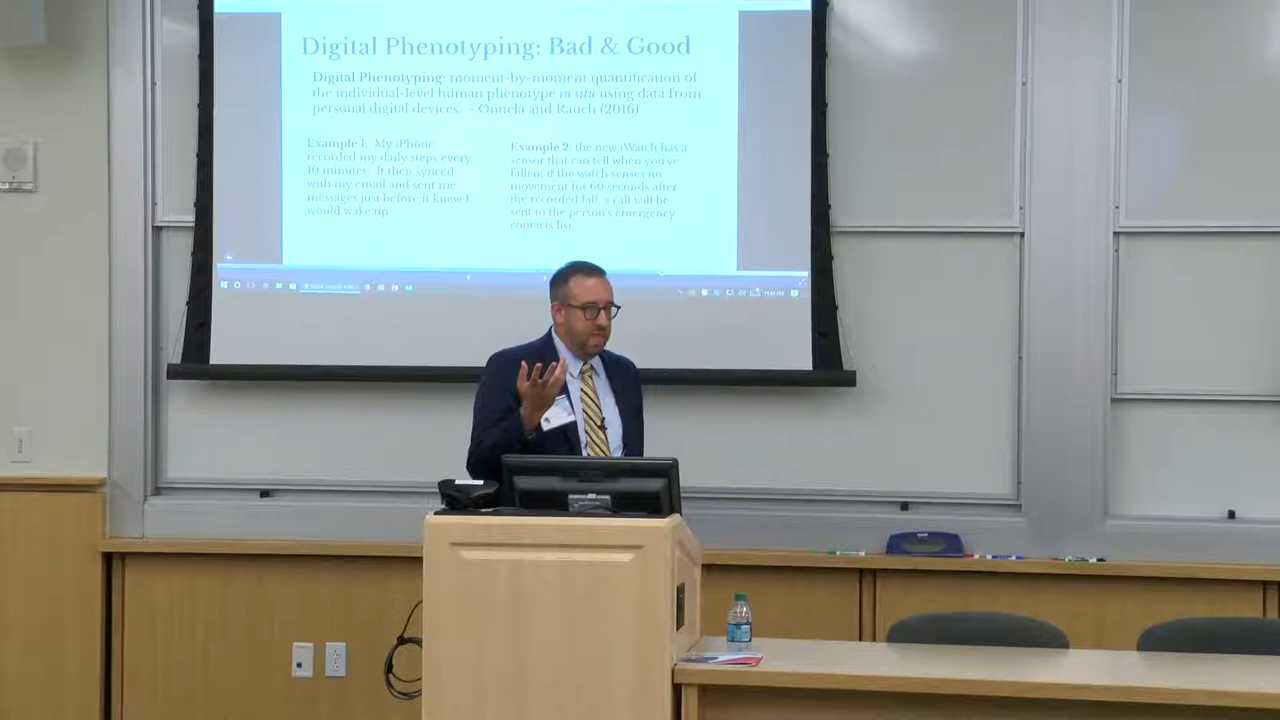 Digital Phenotyping: Bad & Good
Digital Phenotyping: moment-by-moment quantification of
the individual-level human phenotype in situ using data from
personal digital devices. - Onnela and Rauch (2016)
Example 1: My iPhone
recorded my daily steps every
10 minutes. It then synced
with my email and sent me
messages just before it knew I
would wake up
Example 2: the new iWatch has a
sensor that can tell when you've
fallen; if the watch senses no
movement for 60 seconds after
the recorded fall, a call will be
sent to the person's emergency
contacts list.